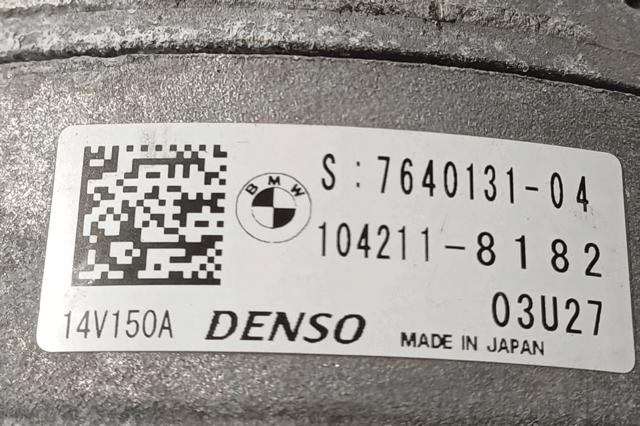 BMW
S:7640131-04
104211-8182
03U27
14V150A DENSO MADE IN JAPAN